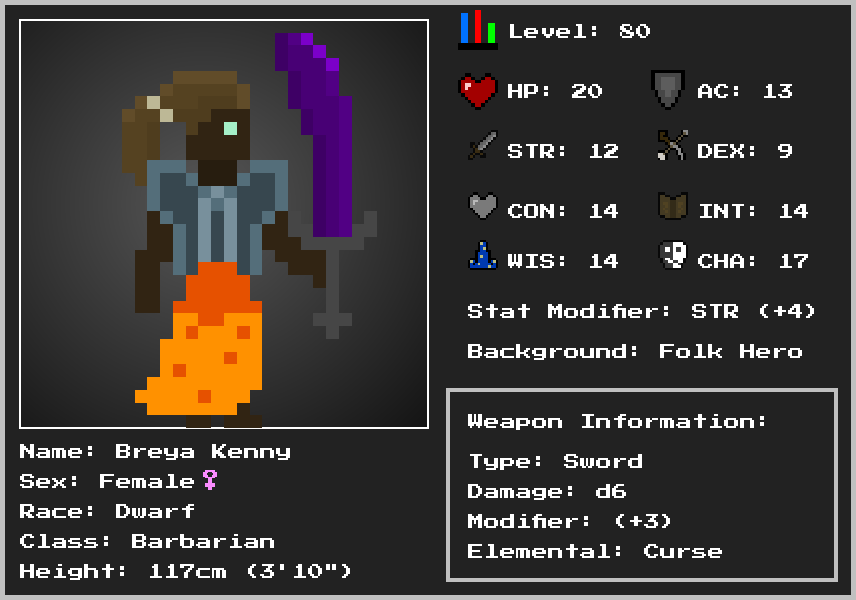 Level: 80
HP: 20
AC: 13
STR: 12
DEX: 9
CON: 14
INT: 14
WIS: 14
CHA: 17
Stat Modifier: STR (+4)
Background: Folk Hero
Weapon Information:
Type: Sword
Damage: d6
Modifier: (+3)
Elemental: Curse
Name: Breya Kenny
Sex: Female♀
Race: Dwarf
Class: Barbarian
Height: 117cm (3'10")